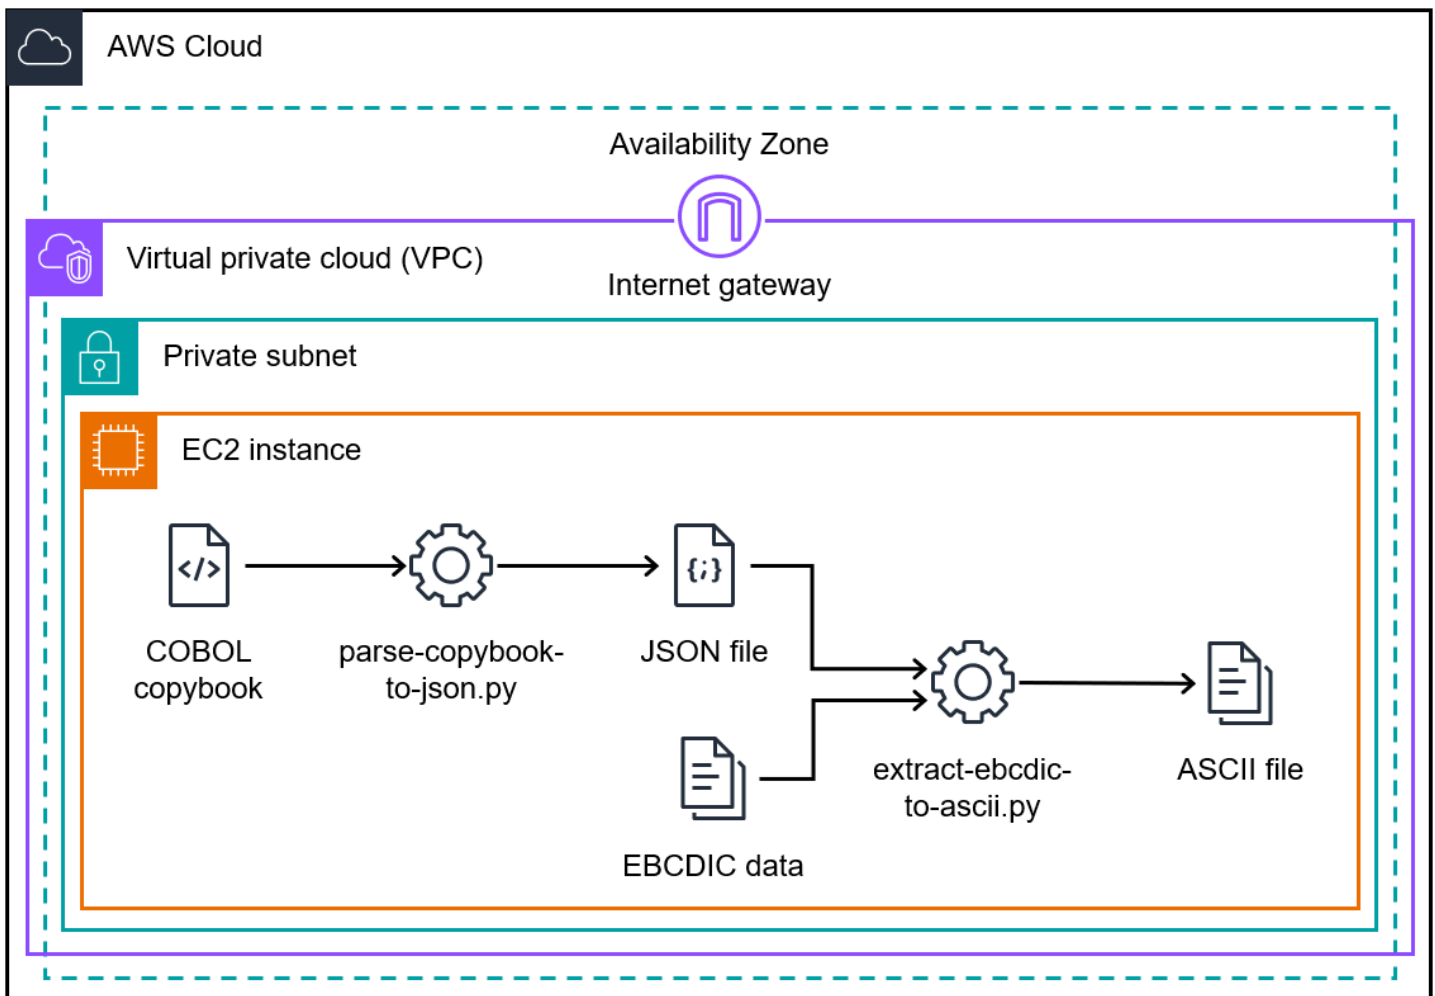 AWS Cloud
Availability Zone
Virtual private cloud (VPC)
Internet gateway
Private subnet
EC2 instance
</>
{;}
COBOL
copybook
parse-copybook-
to-json.py
JSON file
extract-ebcdic-
to-ascii.py
ASCII file
EBCDIC data